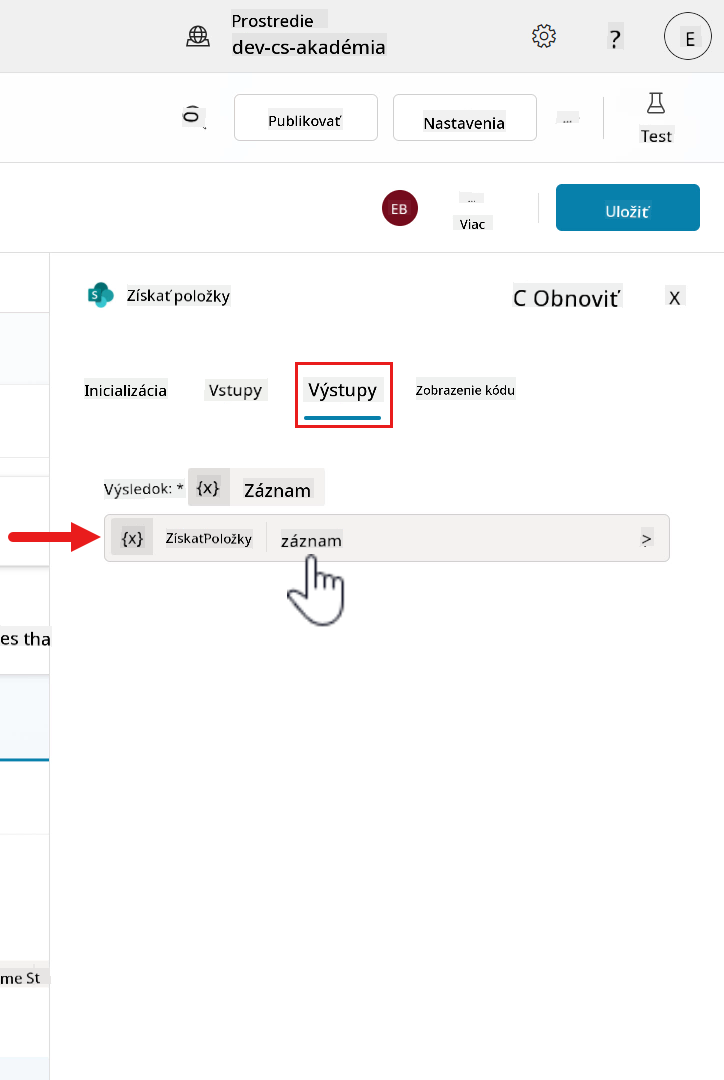 Prostredie
dev-cs-akadémia
?
E
Publikovať
Nastavenia
...
Test
EB
...
Viac
Uložiť
S
Získať položky
C Obnoviť
X
Inicializácia
Vstupy
Výstupy
Zobrazenie kódu
Výsledok: *
{x}
Záznam
{x}
ZískatPoložky
záznam
>
es tha
me St